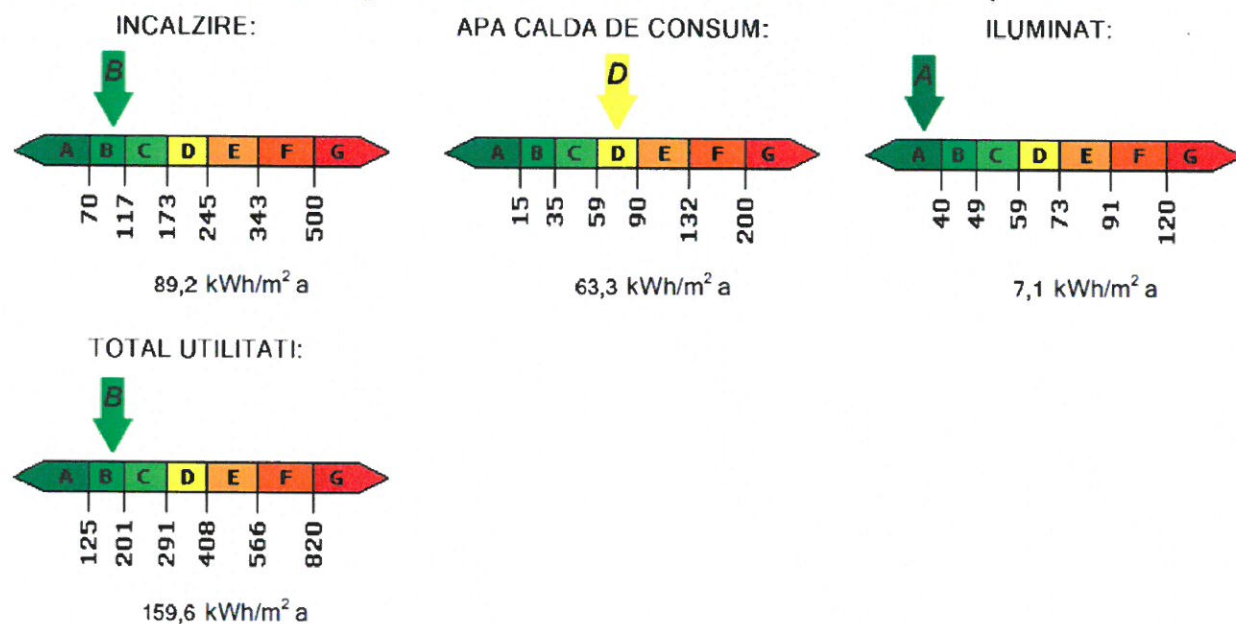 INCALZIRE:
B
A B C D E F G
70 117 173 245 343 500
89,2 kWh/m² a
APA CALDA DE CONSUM:
D
A B C D E F G
15 35 59 90 132 200
63,3 kWh/m² a
ILUMINAT:
A
A B C D E F G
40 49 59 73 91 120
7,1 kWh/m² a
TOTAL UTILITATI:
B
A B C D E F G
125 201 291 408 566 820
159,6 kWh/m² a